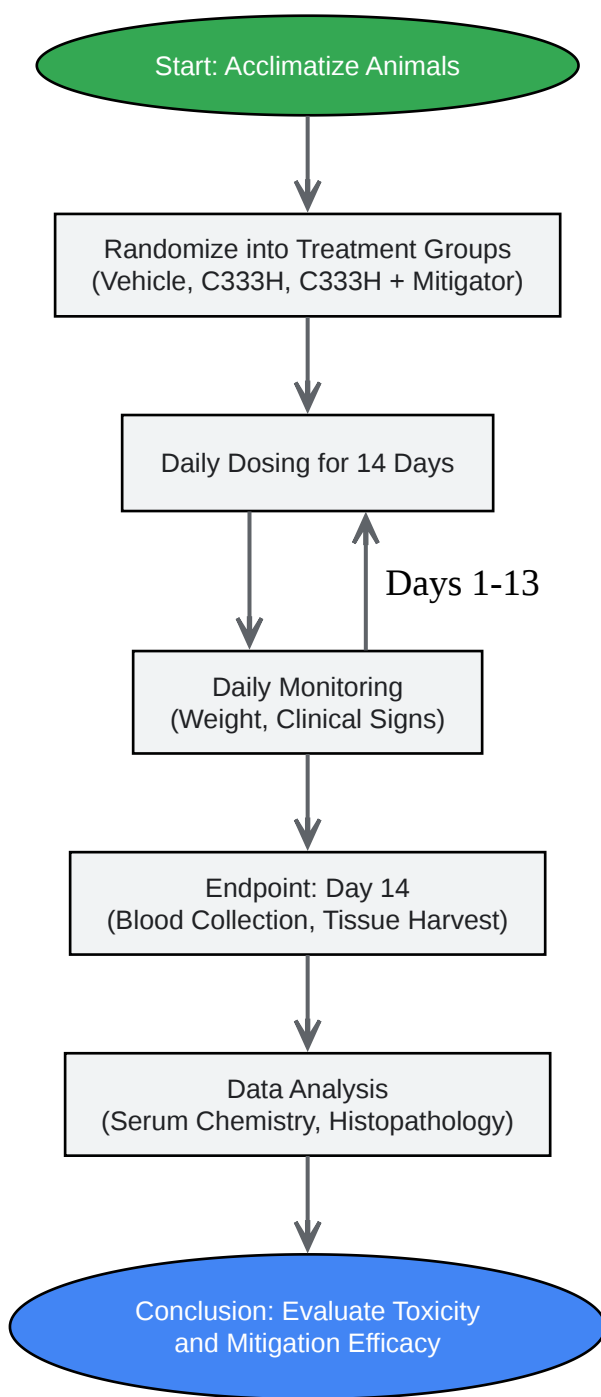 Start: Acclimatize Animals
Randomize into Treatment Groups
(Vehicle, C333H, C333H + Mitigator)
Daily Dosing for 14 Days
Days 1-13
Daily Monitoring
(Weight, Clinical Signs)
Endpoint: Day 14
(Blood Collection, Tissue Harvest)
Data Analysis
(Serum Chemistry, Histopathology)
Conclusion: Evaluate Toxicity
and Mitigation Efficacy